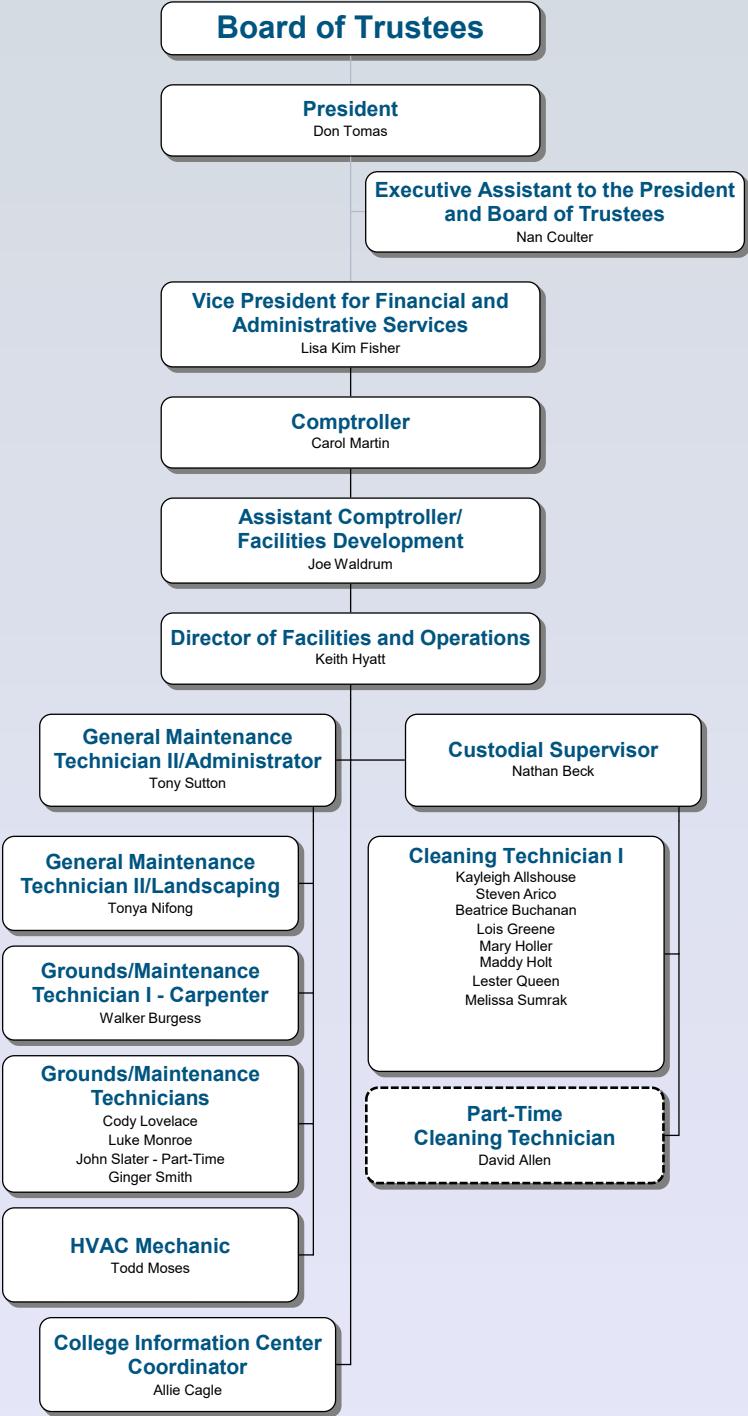 Board of Trustees
President
Don Tomas
Executive Assistant to the President
and Board of Trustees
Nan Coulter
Vice President for Financial and
Administrative Services
Lisa Kim Fisher
Comptroller
Carol Martin
Assistant Comptroller/
Facilities Development
Joe Waldrum
Director of Facilities and Operations
Keith Hyatt
General Maintenance
Technician II/Administrator
Tony Sutton
Custodial Supervisor
Nathan Beck
General Maintenance
Technician II/Landscaping
Tonya Nifong
Grounds/Maintenance
Technician I - Carpenter
Walker Burgess
Grounds/Maintenance
Technicians
Cody Lovelace
Luke Monroe
John Slater - Part-Time
Ginger Smith
HVAC Mechanic
Todd Moses
Cleaning Technician I
Kayleigh Allshouse
Steven Arico
Beatrice Buchanan
Lois Greene
Mary Holler
Maddy Holt
Lester Queen
Melissa Sumrak
Part-Time
Cleaning Technician
David Allen
College Information Center
Coordinator
Allie Cagle